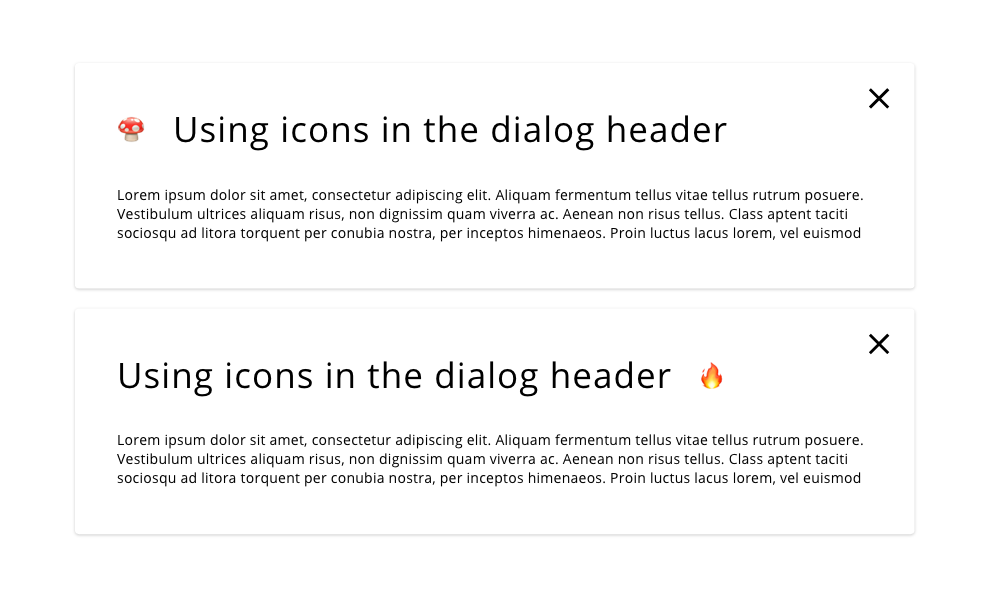 🍄 Using icons in the dialog header
Lorem ipsum dolor sit amet, consectetur adipiscing elit. Aliquam fermentum tellus vitae tellus rutrum posuere.
Vestibulum ultrices aliquam risus, non dignissim quam viverra ac. Aenean non risus tellus. Class aptent taciti
sociosqu ad litora torquent per conubia nostra, per inceptos himenaeos. Proin luctus lacus lorem, vel euismod
Using icons in the dialog header 🔥
Lorem ipsum dolor sit amet, consectetur adipiscing elit. Aliquam fermentum tellus vitae tellus rutrum posuere.
Vestibulum ultrices aliquam risus, non dignissim quam viverra ac. Aenean non risus tellus. Class aptent taciti
sociosqu ad litora torquent per conubia nostra, per inceptos himenaeos. Proin luctus lacus lorem, vel euismod